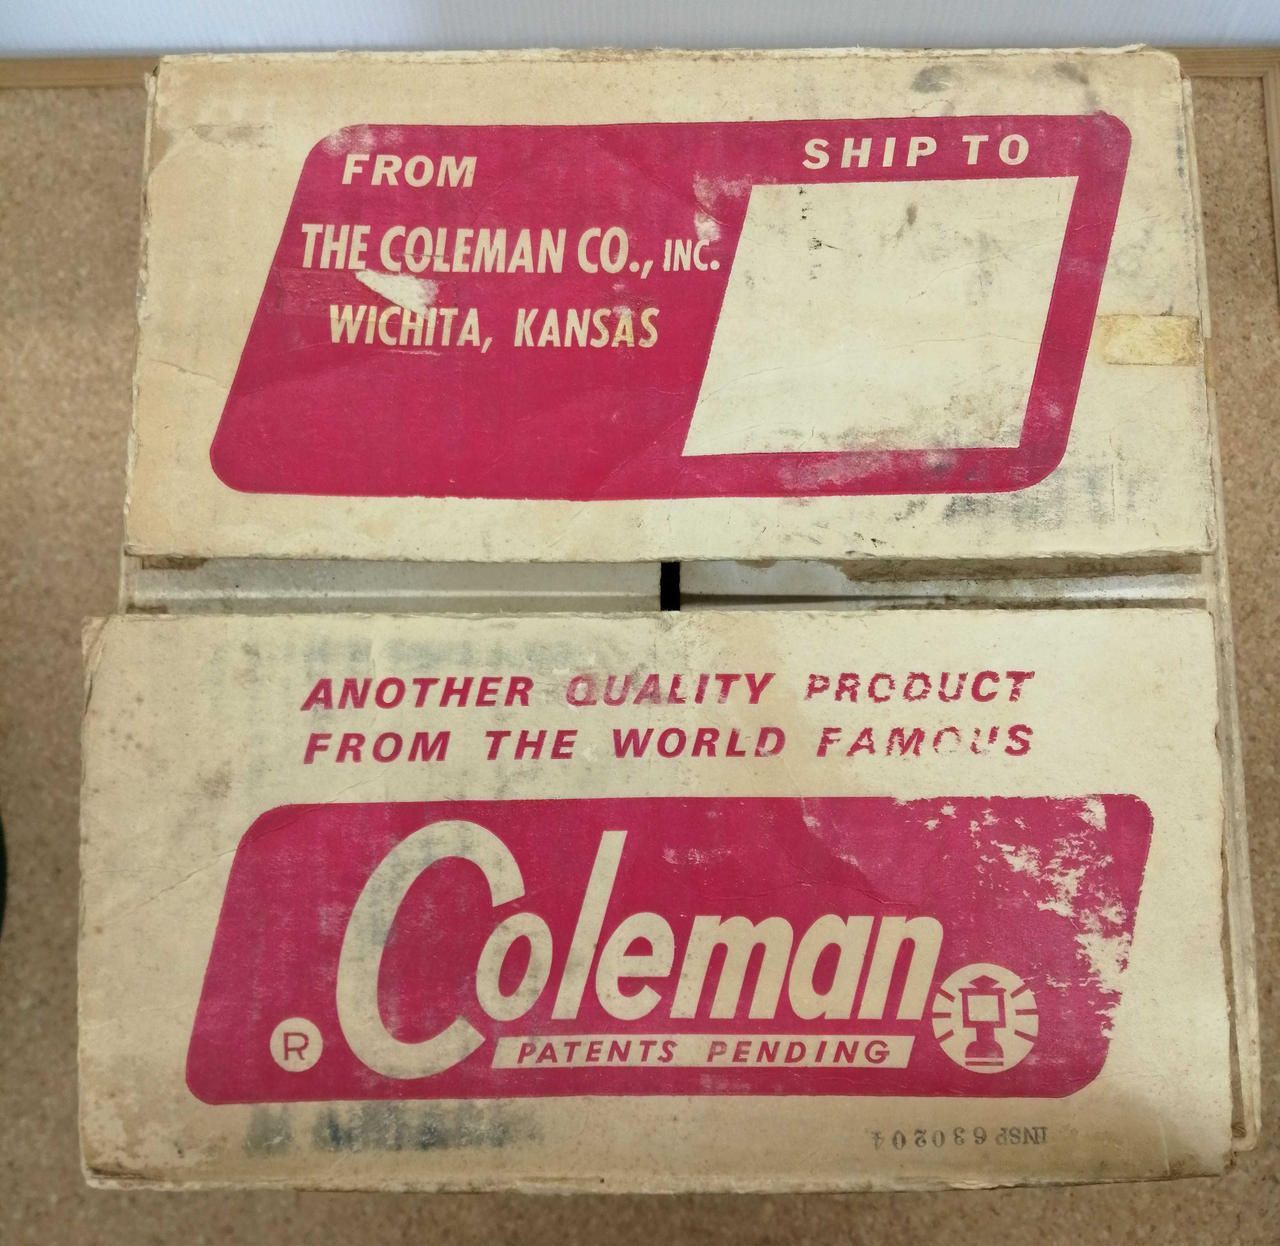 FROM
THE COLEMAN CO., INC.
WICHITA, KANSAS
SHIP TO
ANOTHER QUALITY PRODUCT
FROM THE WORLD FAMOUS
Coleman
® PATENTS PENDING
INSP 630204